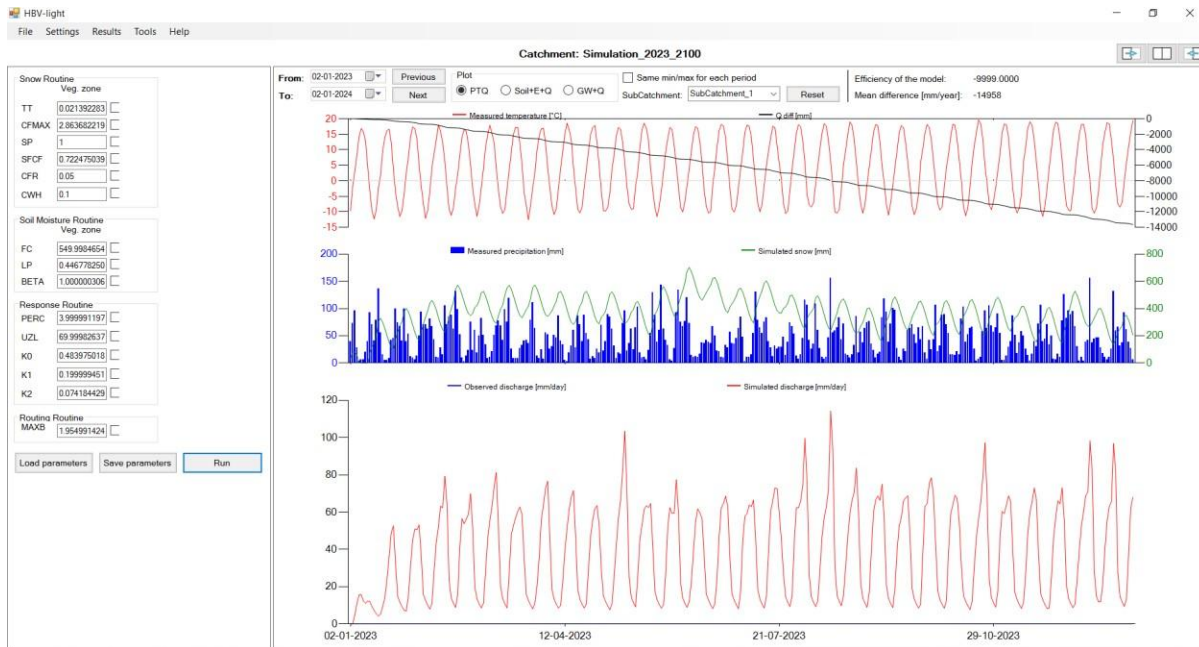 HBV-light
File Settings Results Tools Help
Catchment: Simulation_2023_2100
Snow Routine
Veg. zone
TT 0.021392283
CFMAX 2.863682219
SP 1
SFCF 0.722475039
CFR 0.05
CWH 0.1
Soil Moisture Routine
Veg. zone
FC 549.9984654
LP 0.446778250
BETA 1.000000306
Response Routine
PERC 3.999991197
UZL 69.99982637
K0 0.483975018
K1 0.199999451
K2 0.074184429
Routing Routine
MAXB 1.954991424
Load parameters Save parameters Run
From: 02-01-2023 Previous
To: 02-01-2024 Next
Plot
PTQ Soil+E+Q GW+Q
Same min/max for each period
SubCatchment: SubCatchment_1 Reset
Efficiency of the model: -9999.0000
Mean difference [mm/year]: -14958
Measured temperature [°C] Q diff [mm]
20 0
15 -2000
10 -4000
5 -6000
0 -8000
-5 -10000
-10 -12000
-15 -14000
Measured precipitation [mm] Simulated snow [mm]
200 800
150 600
100 400
50 200
0 0
Observed discharge [mm/day] Simulated discharge [mm/day]
120
100
80
60
40
20
0
02-01-2023 12-04-2023 21-07-2023 29-10-2023